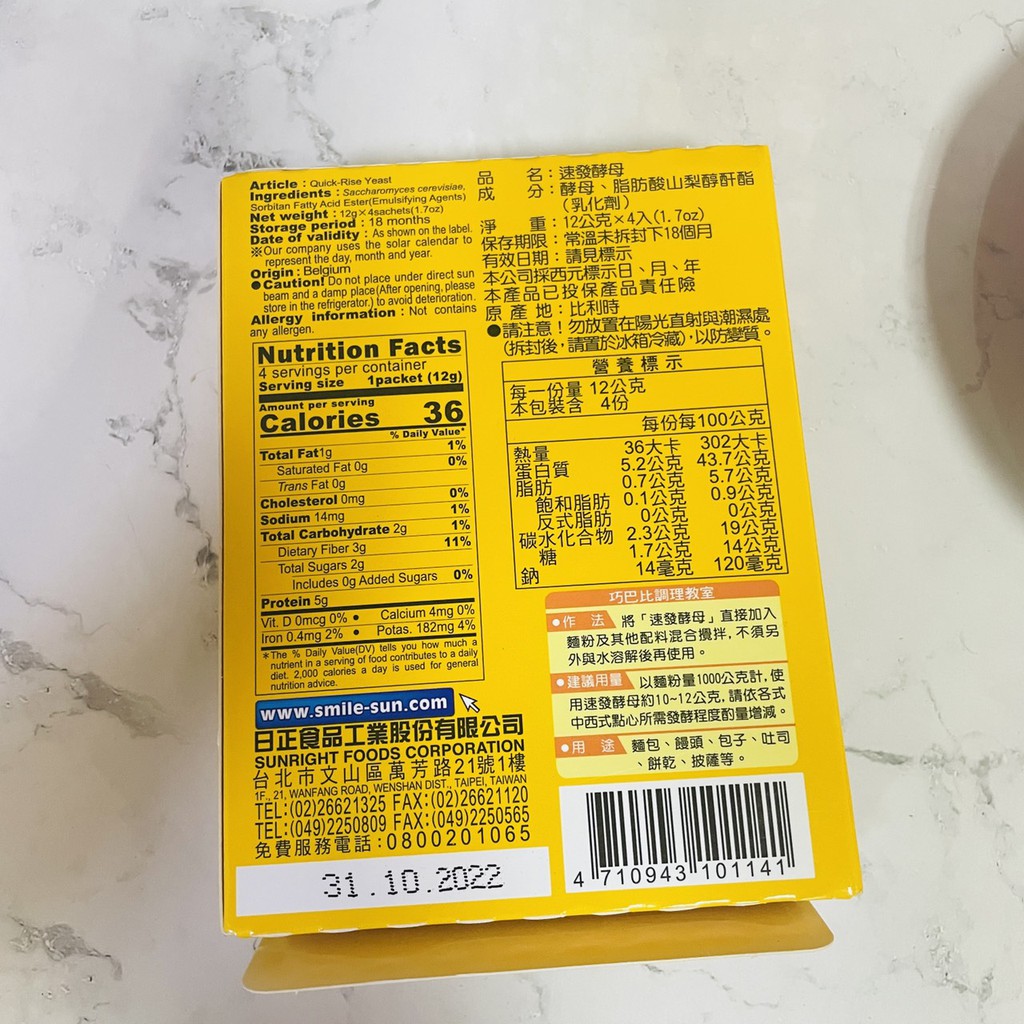 Article：Quick-Rise Yeast
Ingredients：Saccharomyces cerevisiae,
Sorbitan Fatty Acid Ester(Emulsifying Agents)
Net weight：12g×4sachets(1.7oz)
Storage period：18 months
Date of validity：As shown on the label.
※Our company uses the solar calendar to
represent the day, month and year.
Origin：Belgium
●Caution! Do not place under direct sun
beam and a damp place(After opening, please
store in the refrigerator.) to avoid deterioration.
Allergy information：Not contains
any allergen.
品名：速發酵母
成分：酵母、脂肪酸山梨醇酐酯
（乳化劑）
淨重：12公克×4入(1.7oz)
保存期限：常溫未拆封下18個月
有效日期：請見標示
本公司採西元標示日、月、年
本產品已投保產品責任險
原產地：比利時
●請注意！勿放置在陽光直射與潮濕處
(拆封後，請置於冰箱冷藏)，以防變質。
Nutrition Facts
4 servings per container
Serving size 1packet (12g)
Amount per serving
Calories 36
% Daily Value*
Total Fat1g 1%
Saturated Fat 0g 0%
Trans Fat 0g
Cholesterol 0mg 0%
Sodium 14mg 1%
Total Carbohydrate 2g 1%
Dietary Fiber 3g 11%
Total Sugars 2g
Includes 0g Added Sugars 0%
Protein 5g
Vit. D 0mcg 0% • Calcium 4mg 0%
Iron 0.4mg 2% • Potas. 182mg 4%
*The % Daily Value(DV) tells you how much a
nutrient in a serving of food contributes to a daily
diet. 2,000 calories a day is used for general
nutrition advice.
營養標示
每一份量 12公克
本包裝含 4份
每份 每100公克
熱量 36大卡 302大卡
蛋白質 5.2公克 43.7公克
脂肪 0.7公克 5.7公克
飽和脂肪 0.1公克 0.9公克
反式脂肪 0公克 0公克
碳水化合物 2.3公克 19公克
糖 1.7公克 14公克
鈉 14毫克 120毫克
巧巴比調理教室
●作法 將「速發酵母」直接加入
麵粉及其他配料混合攪拌，不須另
外與水溶解後再使用。
●建議用量 以麵粉量1000公克計，使
用速發酵母約10~12公克，請依各式
中西式點心所需發酵程度酌量增減。
●用途 麵包、饅頭、包子、吐司
、餅乾、披薩等。
www.smile-sun.com
日正食品工業股份有限公司
SUNRIGHT FOODS CORPORATION
台北市文山區萬芳路21號1樓
1F., 21, WANFANG ROAD, WENSHAN DIST., TAIPEI, TAIWAN
TEL:(02)26621325 FAX:(02)26621120
TEL:(049)2250809 FAX:(049)2250565
免費服務電話：0800201065
31.10.2022
4 710943 101141